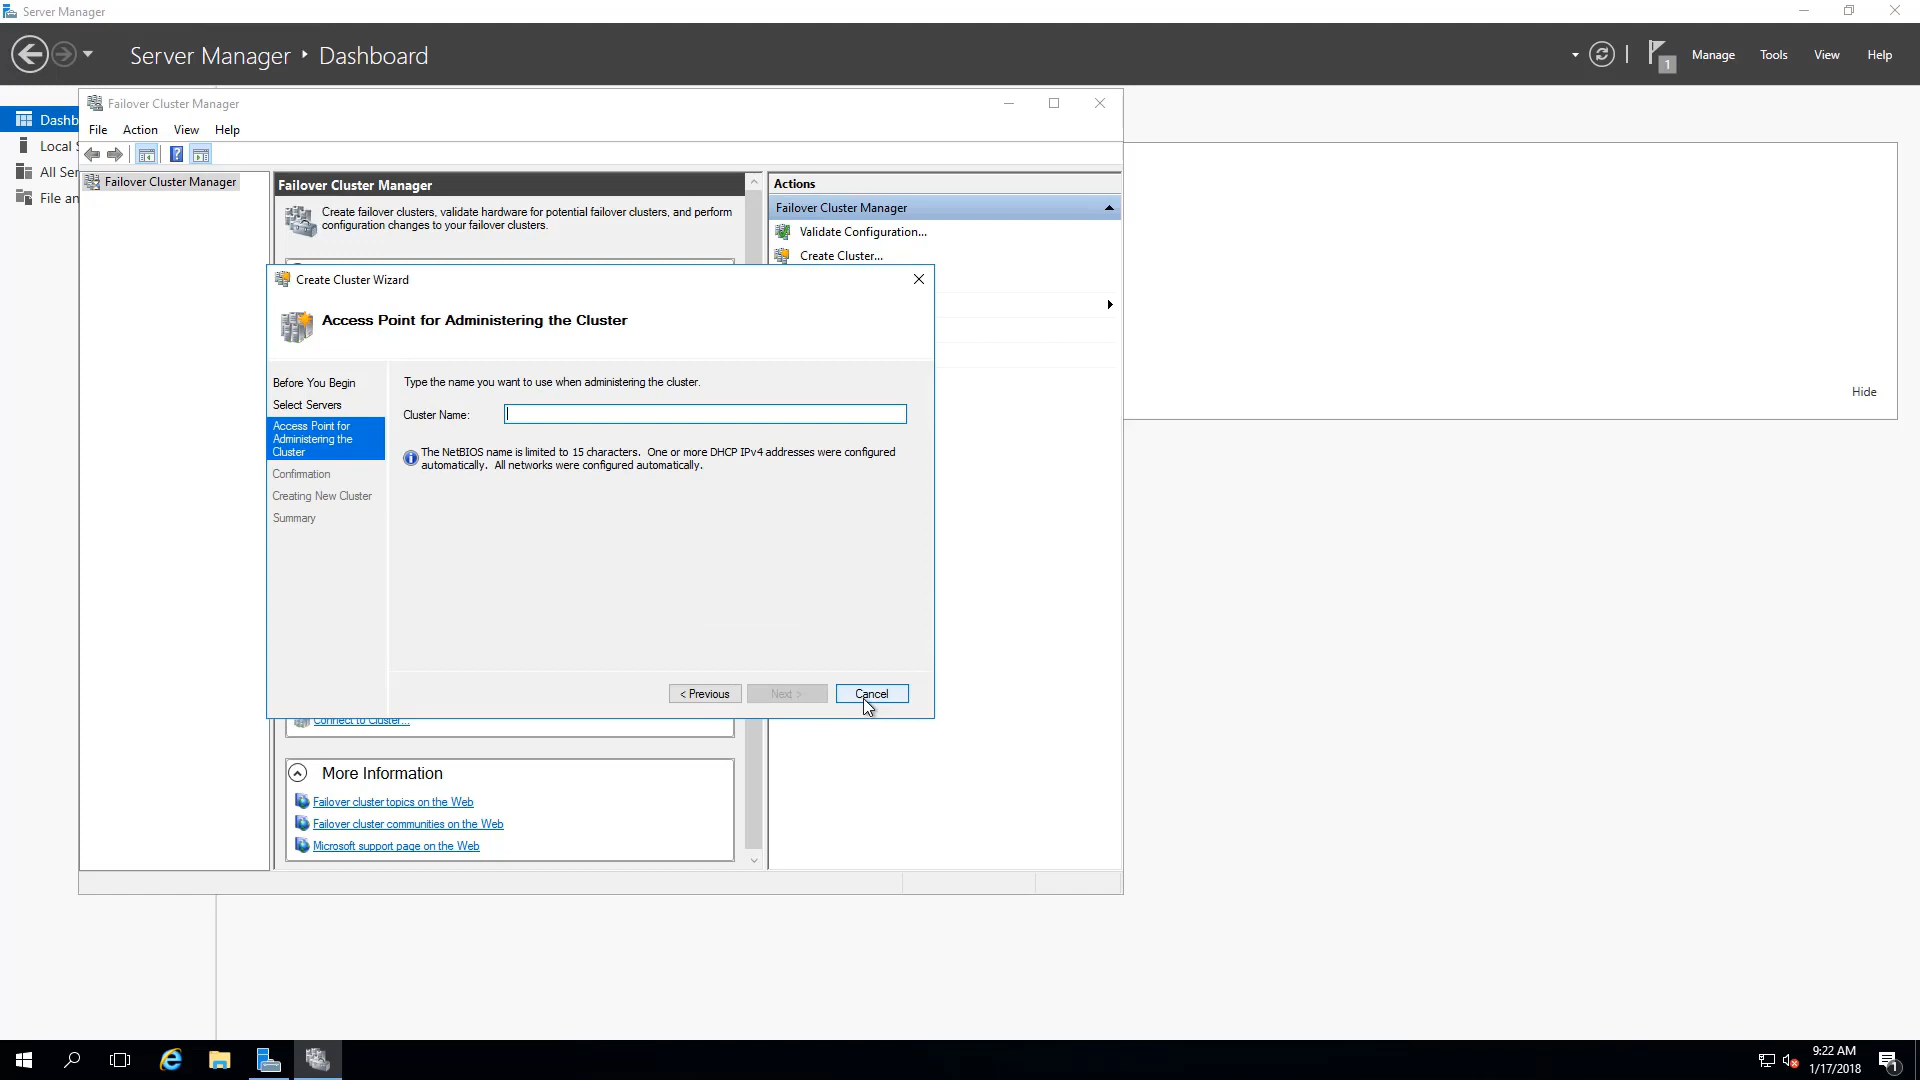 Server Manager
Server Manager
Dashboard
1
Manage
Tools
View
Help
Failover Cluster Manager
File
Action
View
Help
Dashb
Local S
All Ser
File an
Failover Cluster Manager
Failover Cluster Manager
Create failover clusters, validate hardware for potential failover clusters, and perform
configuration changes to your failover clusters.
Actions
Failover Cluster Manager
Validate Configuration...
Create Cluster...
Hide
Create Cluster Wizard
Access Point for Administering the Cluster
Before You Begin
Select Servers
Access Point for
Administering the
Cluster
Confirmation
Creating New Cluster
Summary
Type the name you want to use when administering the cluster.
Cluster Name:
The NetBIOS name is limited to 15 characters. One or more DHCP IPv4 addresses were configured
automatically. All networks were configured automatically.
< Previous
Next >
Cancel
Connect to Cluster...
More Information
Failover cluster topics on the Web
Failover cluster communities on the Web
Microsoft support page on the Web
9:22 AM
1/17/2018
1